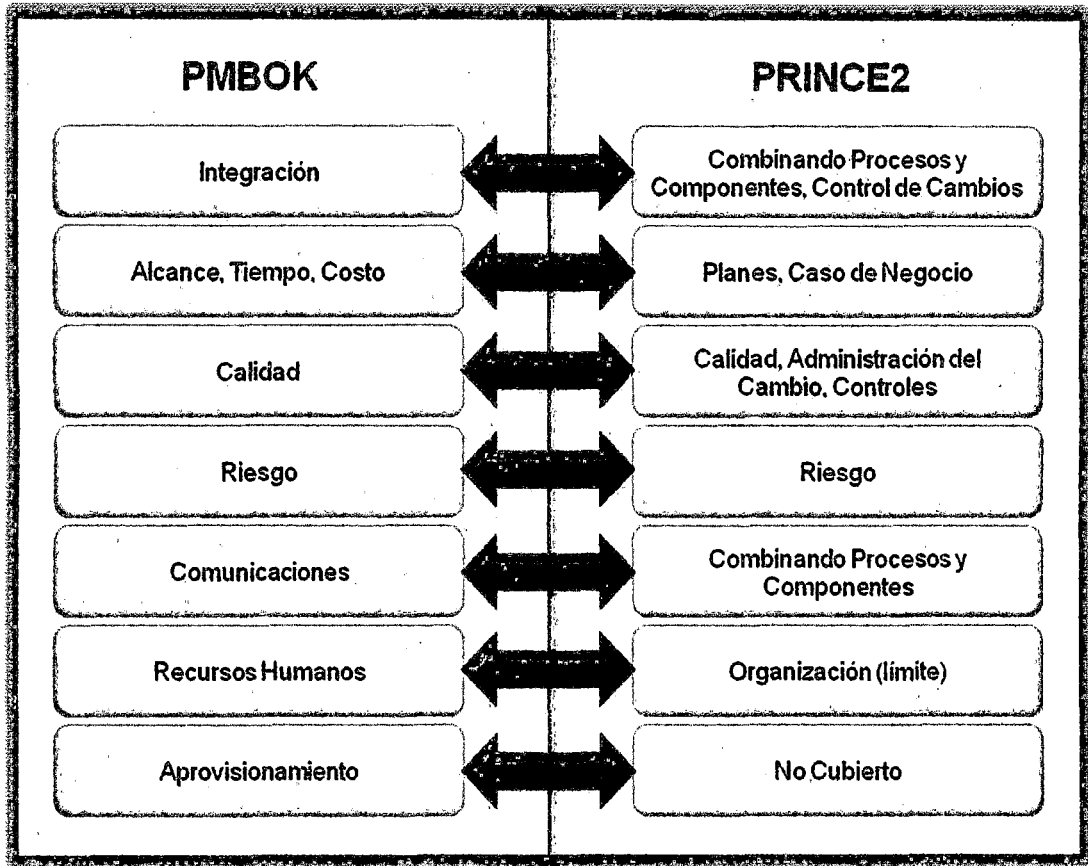 PMBOK
PRINCE2
Integración
Combinando Procesos y
Componentes, Control de Cambios
Alcance, Tiempo, Costo
Planes, Caso de Negocio
Calidad
Calidad, Administración del
Cambio, Controles
Riesgo
Riesgo
Comunicaciones
Combinando Procesos y
Componentes
Recursos Humanos
Organización (límite)
Aprovisionamiento
No Cubierto